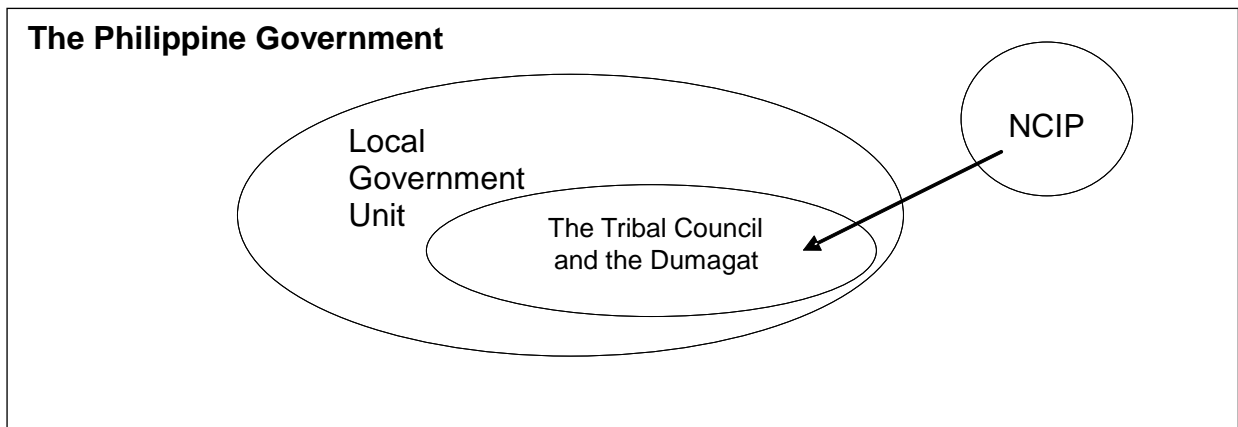 The Philippine Government
NCIP
Local
Government
Unit
The Tribal Council
and the Dumagat